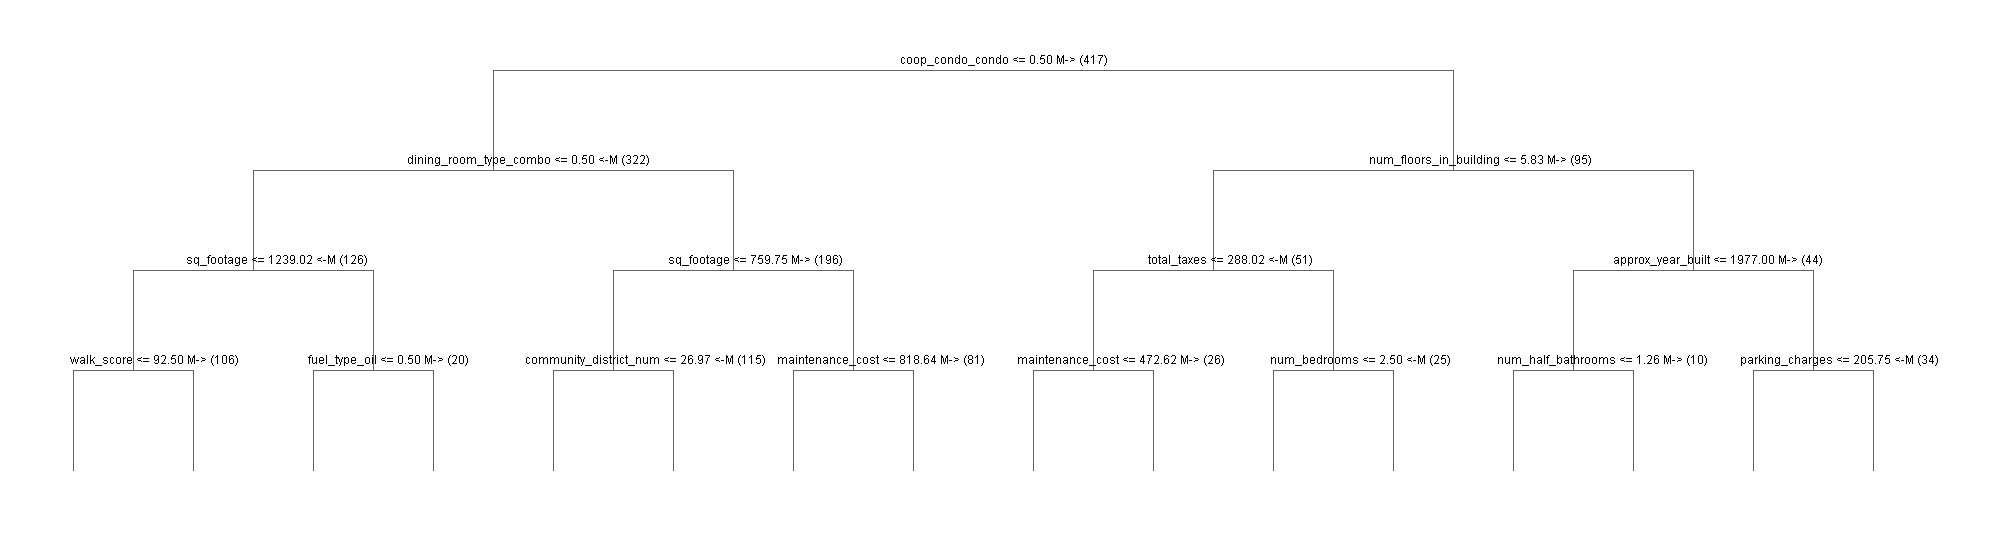 coop_condo_condo <= 0.50 M-> (417)
dining_room_type_combo <= 0.50 <-M (322)
num_floors_in_building <= 5.83 M-> (95)
sq_footage <= 1239.02 <-M (126)
sq_footage <= 759.75 M-> (196)
total_taxes <= 288.02 <-M (51)
approx_year_built <= 1977.00 M-> (44)
walk_score <= 92.50 M-> (106)
fuel_type_oil <= 0.50 M-> (20)
community_district_num <= 26.97 <-M (115)
maintenance_cost <= 818.64 M-> (81)
maintenance_cost <= 472.62 M-> (26)
num_bedrooms <= 2.50 <-M (25)
num_half_bathrooms <= 1.26 M-> (10)
parking_charges <= 205.75 <-M (34)